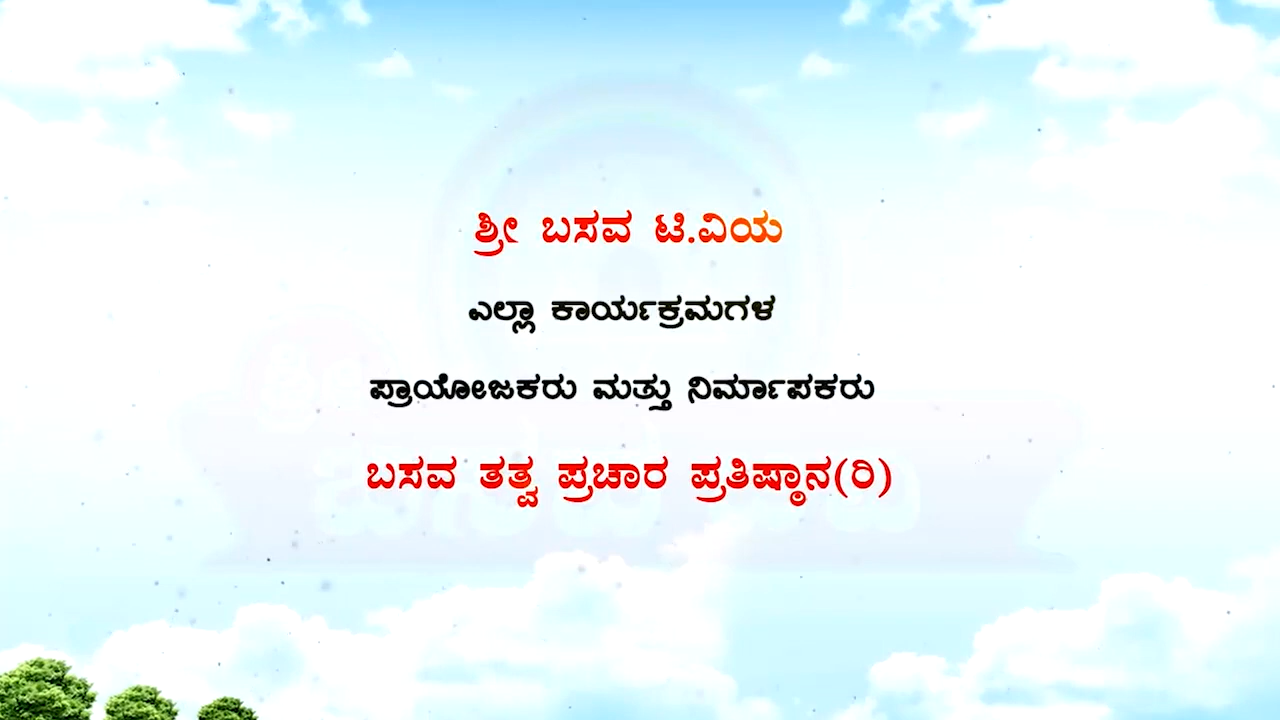 ಶ್ರೀ ಬಸವ ಟಿ.ವಿಯ
ಎಲ್ಲಾ ಕಾರ್ಯಕ್ರಮಗಳ
ಪ್ರಾಯೋಜಕರು ಮತ್ತು ನಿರ್ಮಾಪಕರು
ಬಸವ ತತ್ವ ಪ್ರಚಾರ ಪ್ರತಿಷ್ಠಾನ(ರಿ)